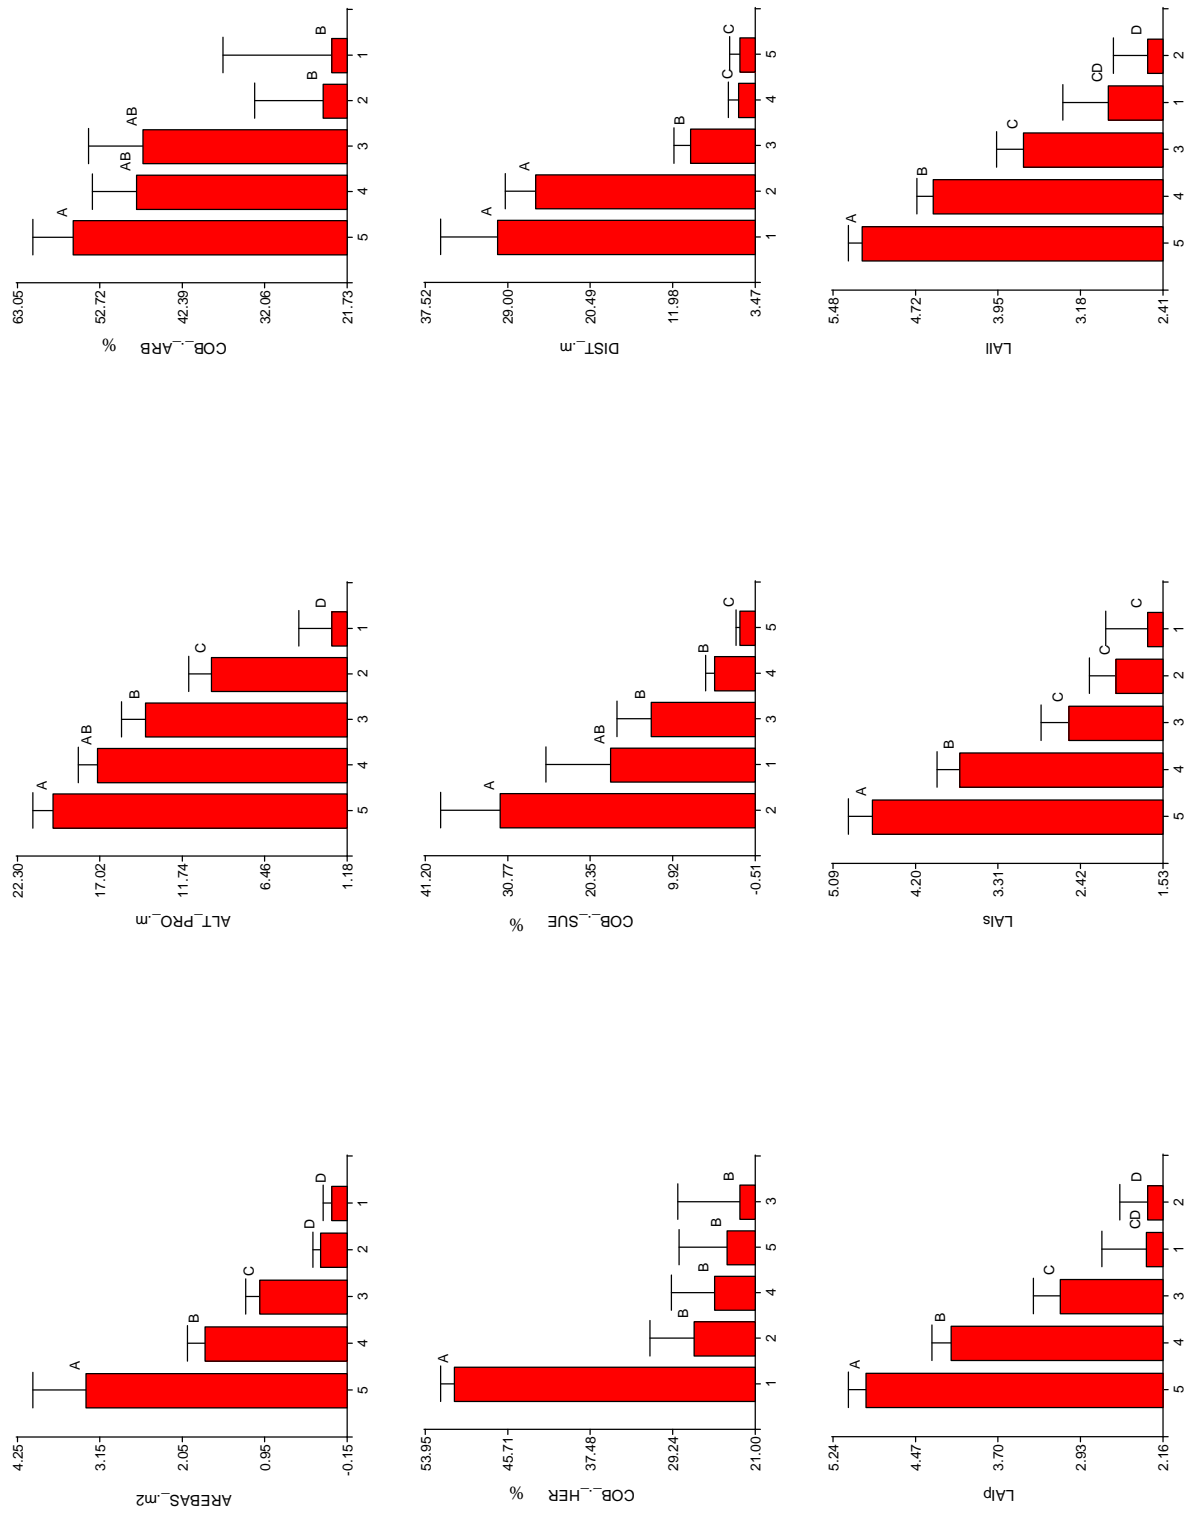 AREBAS_.m2
4.25
3.15
2.05
0.95
-0.15
A
B
C
D
D
5 4 3 2 1
ALT_PRO_.m
22.30
17.02
11.74
6.46
1.18
A
AB
B
C
D
5 4 3 2 1
COB_._ARB
%
63.05
52.72
42.39
32.06
21.73
A
AB
AB
B
B
5 4 3 2 1
COB_._HER
%
53.95
45.71
37.48
29.24
21.00
A
B
B
B
B
1 2 4 5 3
COB_._SUE
%
41.20
30.77
20.35
9.92
-0.51
A
AB
B
B
C
2 1 3 4 5
DIST_.m
37.52
29.00
20.49
11.98
3.47
A
A
B
C
C
1 2 3 4 5
LAIp
5.24
4.47
3.70
2.93
2.16
A
B
C
CD
D
5 4 3 1 2
LAIs
5.09
4.20
3.31
2.42
1.53
A
B
C
C
C
5 4 3 2 1
LAII
5.48
4.72
3.95
3.18
2.41
A
B
C
CD
D
5 4 3 1 2